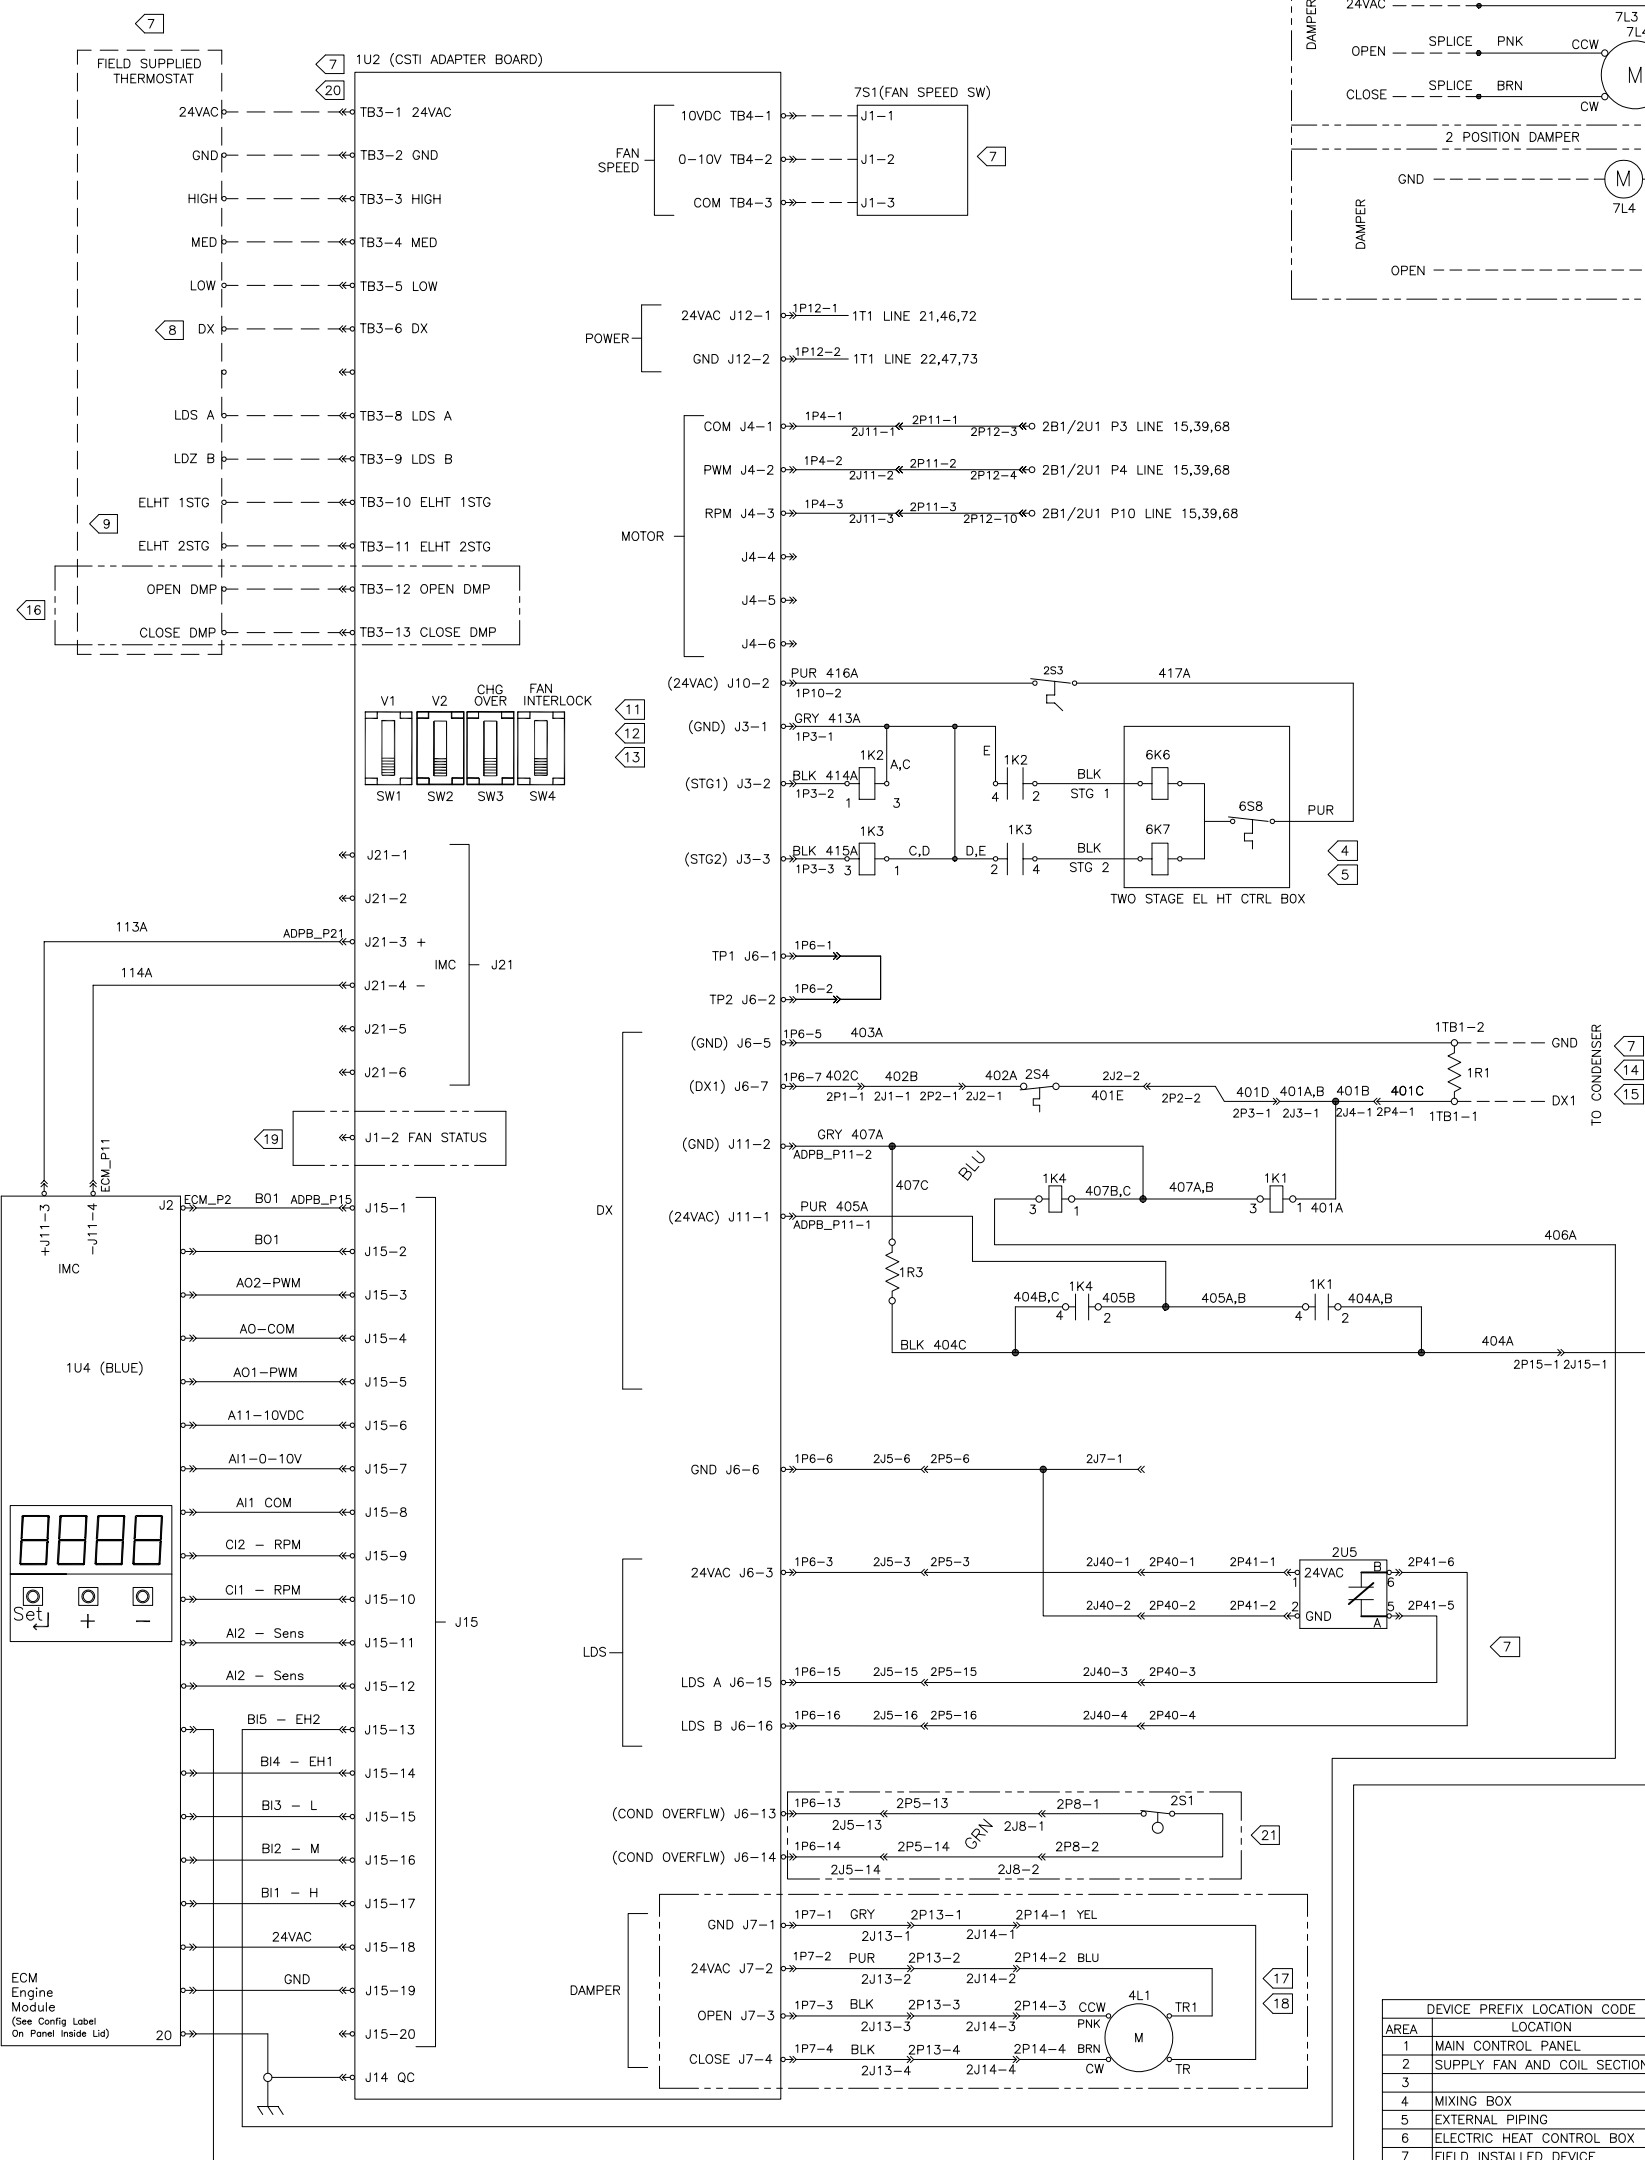 7
FIELD SUPPLIED
THERMOSTAT
24VAC
GND
HIGH
MED
LOW
8 DX
LDS A
LDZ B
ELHT 1STG
9
ELHT 2STG
OPEN DMP
16
CLOSE DMP
7
20
1U2 (CSTI ADAPTER BOARD)
TB3-1 24VAC
TB3-2 GND
TB3-3 HIGH
TB3-4 MED
TB3-5 LOW
TB3-6 DX
TB3-8 LDS A
TB3-9 LDS B
TB3-10 ELHT 1STG
TB3-11 ELHT 2STG
TB3-12 OPEN DMP
TB3-13 CLOSE DMP
V1
V2
CHG
OVER
FAN
INTERLOCK
SW1
SW2
SW3
SW4
11
12
13
FAN
SPEED
10VDC TB4-1
0-10V TB4-2
COM TB4-3
7S1(FAN SPEED SW)
J1-1
J1-2
J1-3
7
DAMPER
24VAC
7L3
OPEN SPLICE PNK CCW
M
CLOSE SPLICE BRN CW
2 POSITION DAMPER
GND
M
7L4
DAMPER
OPEN
POWER
24VAC J12-1 1P12-1 1T1 LINE 21,46,72
GND J12-2 1P12-2 1T1 LINE 22,47,73
MOTOR
COM J4-1 1P4-1 2J11-1 2P11-1 2P12-3 2B1/2U1 P3 LINE 15,39,68
PWM J4-2 1P4-2 2J11-2 2P11-2 2P12-4 2B1/2U1 P4 LINE 15,39,68
RPM J4-3 1P4-3 2J11-3 2P11-3 2P12-10 2B1/2U1 P10 LINE 15,39,68
J4-4
J4-5
J4-6
(24VAC) J10-2 PUR 416A 1P10-2 2S3 417A
(GND) J3-1 GRY 413A 1P3-1
(STG1) J3-2 BLK 414A 1P3-2 1K2 1 3 A,C E 1K2 4 2 BLK STG 1 6K6
6S8 PUR
(STG2) J3-3 BLK 415A 1P3-3 1K3 3 1 C,D D,E 1K3 2 4 BLK STG 2 6K7
4
5
TWO STAGE EL HT CTRL BOX
J21-1
J21-2
113A ADPB_P21 J21-3 +
IMC J21
114A J21-4 -
J21-5
J21-6
19 J1-2 FAN STATUS
TP1 J6-1 1P6-1
TP2 J6-2 1P6-2
DX
(GND) J6-5 1P6-5 403A 1TB1-2 GND
(DX1) J6-7 1P6-7 402C 2P1-1 2J1-1 402B 2P2-1 2J2-1 402A 2S4 401E 2J2-2 2P2-2 401D 2P3-1 2J3-1 401A,B 401B 2J4-1 2P4-1 401C 1R1 1TB1-1 DX1
TO CONDENSER
7
14
15
(GND) J11-2 GRY 407A ADPB_P11-2 BLU
407C 1K4 3 1 407B,C 407A,B 1K1 3 1 401A
(24VAC) J11-1 PUR 405A ADPB_P11-1
406A
1R3
404B,C 1K4 4 2 405B 405A,B 1K1 4 2 404A,B
BLK 404C 404A 2P15-1 2J15-1
GND J6-6 1P6-6 2J5-6 2P5-6 2J7-1
LDS
24VAC J6-3 1P6-3 2J5-3 2P5-3 2J40-1 2P40-1 2P41-1 1 24VAC 2U5 B 6 2P41-6
2J40-2 2P40-2 2P41-2 2 GND A 5 2P41-5
7
LDS A J6-15 1P6-15 2J5-15 2P5-15 2J40-3 2P40-3
LDS B J6-16 1P6-16 2J5-16 2P5-16 2J40-4 2P40-4
(COND OVERFLW) J6-13 1P6-13 2J5-13 2P5-13 2J8-1 2P8-1 2S1
GRN
21
(COND OVERFLW) J6-14 1P6-14 2J5-14 2P5-14 2J8-2 2P8-2
DAMPER
GND J7-1 1P7-1 GRY 2J13-1 2P13-1 2J14-1 2P14-1 YEL
24VAC J7-2 1P7-2 PUR 2J13-2 2P13-2 2J14-2 2P14-2 BLU
OPEN J7-3 1P7-3 BLK 2J13-3 2P13-3 2J14-3 2P14-3 CCW PNK 4L1 TR1
M
CLOSE J7-4 1P7-4 BLK 2J13-4 2P13-4 2J14-4 2P14-4 BRN CW TR
17
18
+J11-3
-J11-4
ECM_P11
IMC
J2 ECM_P2 BO1 ADPB_P15 J15-1
BO1 J15-2
AO2-PWM J15-3
AO-COM J15-4
1U4 (BLUE)
AO1-PWM J15-5
A11-10VDC J15-6
AI1-0-10V J15-7
AI1 COM J15-8
CI2 - RPM J15-9
CI1 - RPM J15-10
8888
Set + -
AI2 - Sens J15-11
J15
AI2 - Sens J15-12
BI5 - EH2 J15-13
BI4 - EH1 J15-14
BI3 - L J15-15
BI2 - M J15-16
BI1 - H J15-17
24VAC J15-18
GND J15-19
20 J15-20
J14 QC
ECM
Engine
Module
(See Config Label
On Panel Inside Lid)
DEVICE PREFIX LOCATION CODE
AREA LOCATION
1 MAIN CONTROL PANEL
2 SUPPLY FAN AND COIL SECTION
3
4 MIXING BOX
5 EXTERNAL PIPING
6 ELECTRIC HEAT CONTROL BOX
7 FIELD INSTALLED DEVICE